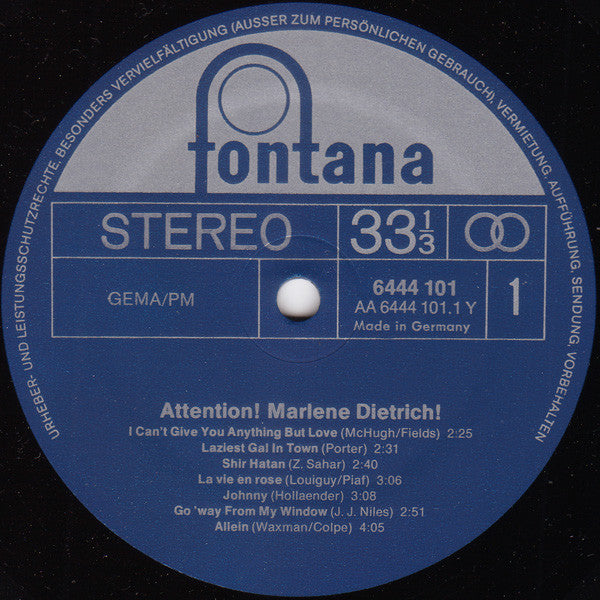 URHEBER- UND LEISTUNGSSCHUTZRECHTE, BESONDERS VERVIELFÄLTIGUNG (AUSSER ZUM PERSÖNLICHEN GEBRAUCH), VERMIETUNG, AUFFÜHRUNG, SENDUNG, VORBEHALTEN
fontana
STEREO 33⅓
GEMA/PM
6444 101
AA 6444 101.1 Y
Made in Germany
1
Attention! Marlene Dietrich!
I Can't Give You Anything But Love (McHugh/Fields) 2:25
Laziest Gal In Town (Porter) 2:31
Shir Hatan (Z. Sahar) 2:40
La vie en rose (Louiguy/Piaf) 3:06
Johnny (Hollaender) 3:08
Go 'way From My Window (J. J. Niles) 2:51
Allein (Waxman/Colpe) 4:05